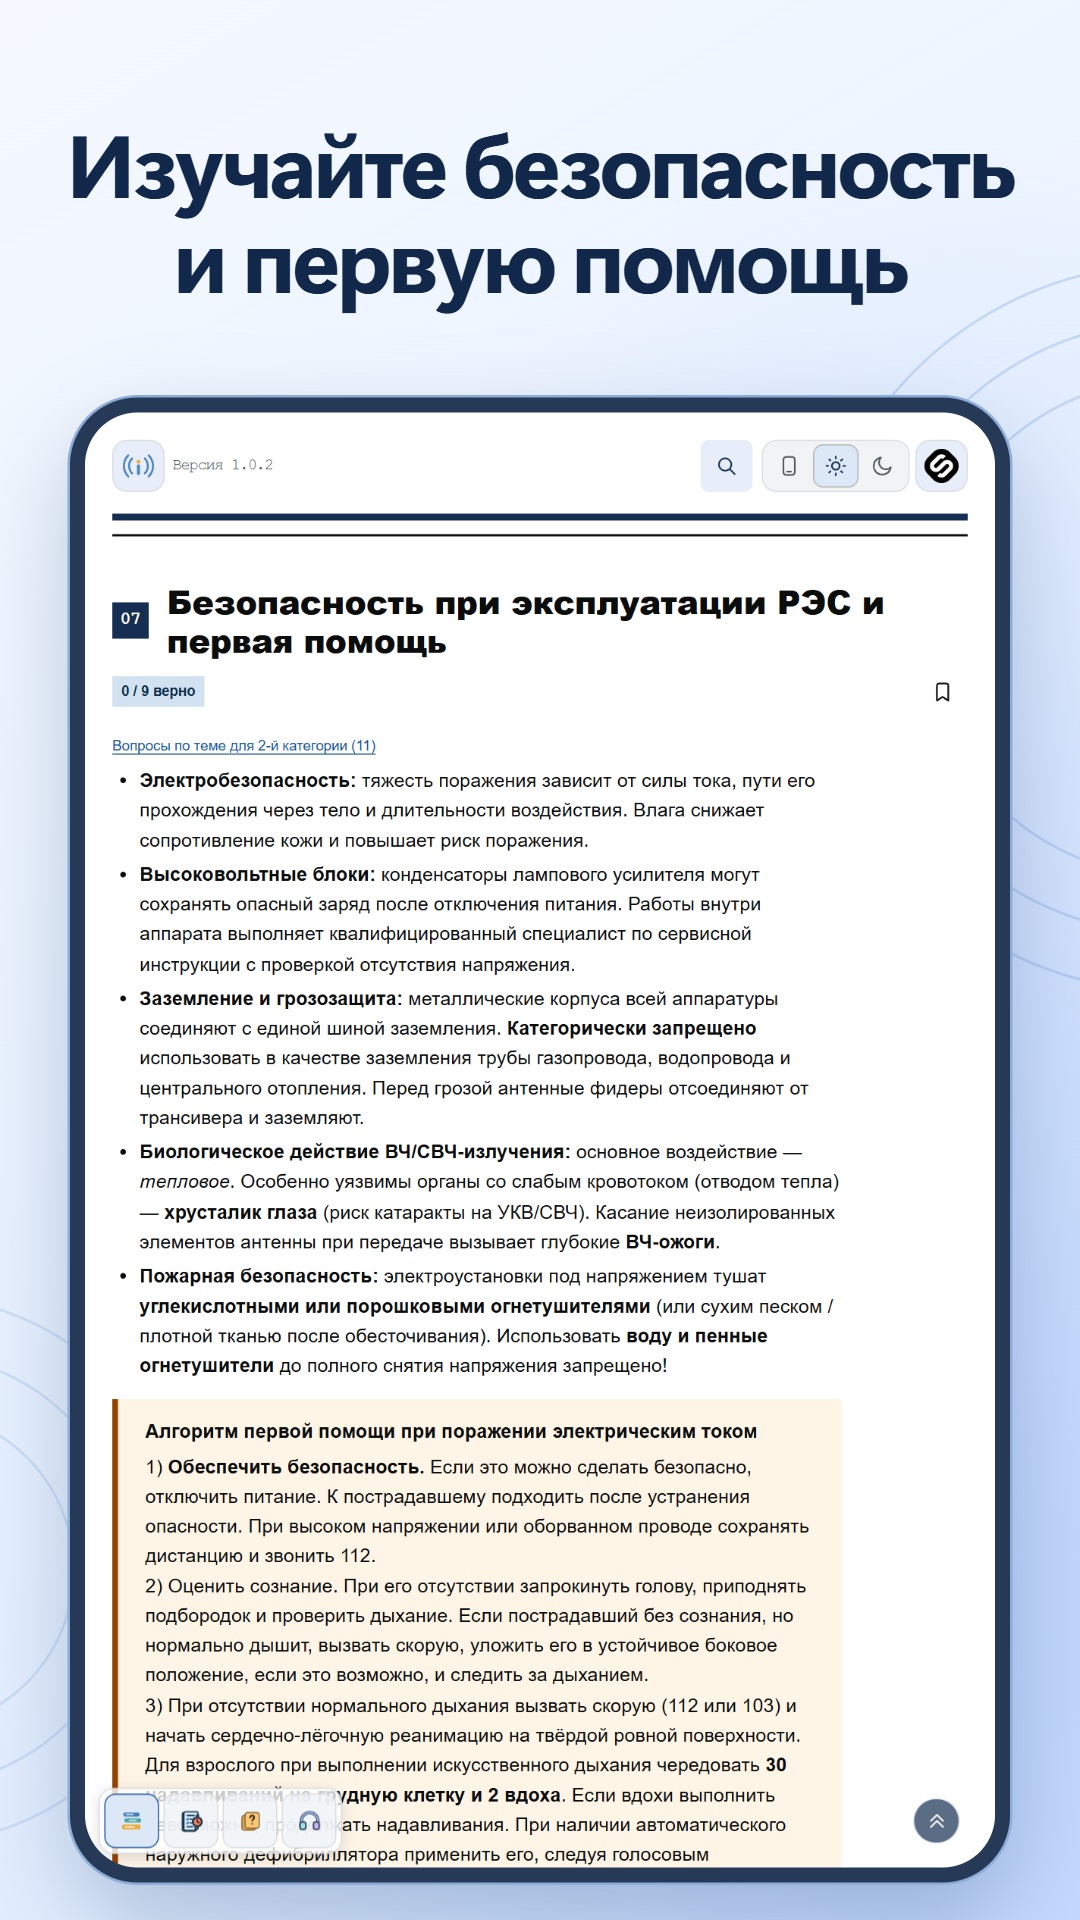 Изучайте безопасность
и первую помощь
Версия 1.0.2
07
Безопасность при эксплуатации РЭС и
первая помощь
0 / 9 верно
Вопросы по теме для 2-й категории (11)
• Электробезопасность: тяжесть поражения зависит от силы тока, пути его
прохождения через тело и длительности воздействия. Влага снижает
сопротивление кожи и повышает риск поражения.
• Высоковольтные блоки: конденсаторы лампового усилителя могут
сохранять опасный заряд после отключения питания. Работы внутри
аппарата выполняет квалифицированный специалист по сервисной
инструкции с проверкой отсутствия напряжения.
• Заземление и грозозащита: металлические корпуса всей аппаратуры
соединяют с единой шиной заземления. Категорически запрещено
использовать в качестве заземления трубы газопровода, водопровода и
центрального отопления. Перед грозой антенные фидеры отсоединяют от
трансивера и заземляют.
• Биологическое действие ВЧ/СВЧ-излучения: основное воздействие —
тепловое. Особенно уязвимы органы со слабым кровотоком (отводом тепла)
— хрусталик глаза (риск катаракты на УКВ/СВЧ). Касание неизолированных
элементов антенны при передаче вызывает глубокие ВЧ-ожоги.
• Пожарная безопасность: электроустановки под напряжением тушат
углекислотными или порошковыми огнетушителями (или сухим песком /
плотной тканью после обесточивания). Использовать воду и пенные
огнетушители до полного снятия напряжения запрещено!
Алгоритм первой помощи при поражении электрическим током
1) Обеспечить безопасность. Если это можно сделать безопасно,
отключить питание. К пострадавшему подходить после устранения
опасности. При высоком напряжении или оборванном проводе сохранять
дистанцию и звонить 112.
2) Оценить сознание. При его отсутствии запрокинуть голову, приподнять
подбородок и проверить дыхание. Если пострадавший без сознания, но
нормально дышит, вызвать скорую, уложить его в устойчивое боковое
положение, если это возможно, и следить за дыханием.
3) При отсутствии нормального дыхания вызвать скорую (112 или 103) и
начать сердечно-лёгочную реанимацию на твёрдой ровной поверхности.
Для взрослого при выполнении искусственного дыхания чередовать 30
надавливаний на грудную клетку и 2 вдоха. Если вдохи выполнить
надавливания. При наличии автоматического
наружного дефибриллятора применить его, следуя голосовым